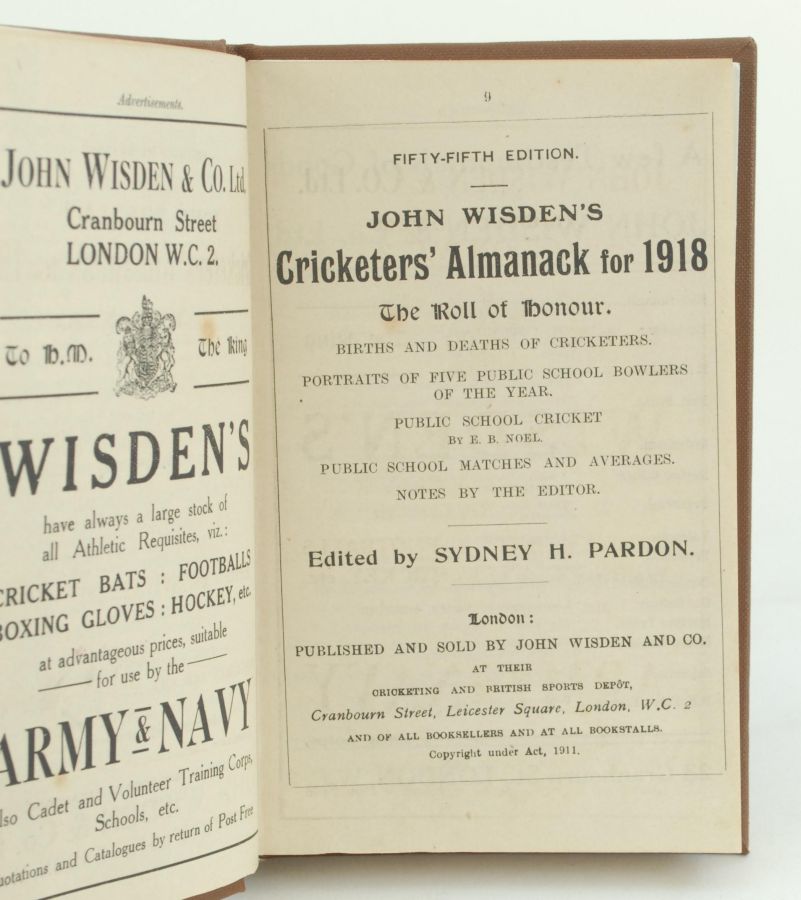 Advertisements.
JOHN WISDEN & CO. Ltd.
Cranbourn Street
LONDON W.C. 2.
To H.M. The King
WISDEN'S
have always a large stock of
all Athletic Requisites, viz.:
CRICKET BATS : FOOTBALLS
BOXING GLOVES : HOCKEY, etc.
at advantageous prices, suitable
for use by the
ARMY & NAVY
also Cadet and Volunteer Training Corps,
Schools, etc.
Quotations and Catalogues by return of Post Free
9
FIFTY-FIFTH EDITION.
JOHN WISDEN'S
Cricketers' Almanack for 1918
The Roll of Honour.
BIRTHS AND DEATHS OF CRICKETERS.
PORTRAITS OF FIVE PUBLIC SCHOOL BOWLERS
OF THE YEAR.
PUBLIC SCHOOL CRICKET
BY E. B. NOEL.
PUBLIC SCHOOL MATCHES AND AVERAGES.
NOTES BY THE EDITOR.
Edited by SYDNEY H. PARDON.
London:
PUBLISHED AND SOLD BY JOHN WISDEN AND CO.
AT THEIR
CRICKETING AND BRITISH SPORTS DEPÔT,
Cranbourn Street, Leicester Square, London, W.C. 2
AND OF ALL BOOKSELLERS AND AT ALL BOOKSTALLS.
Copyright under Act, 1911.